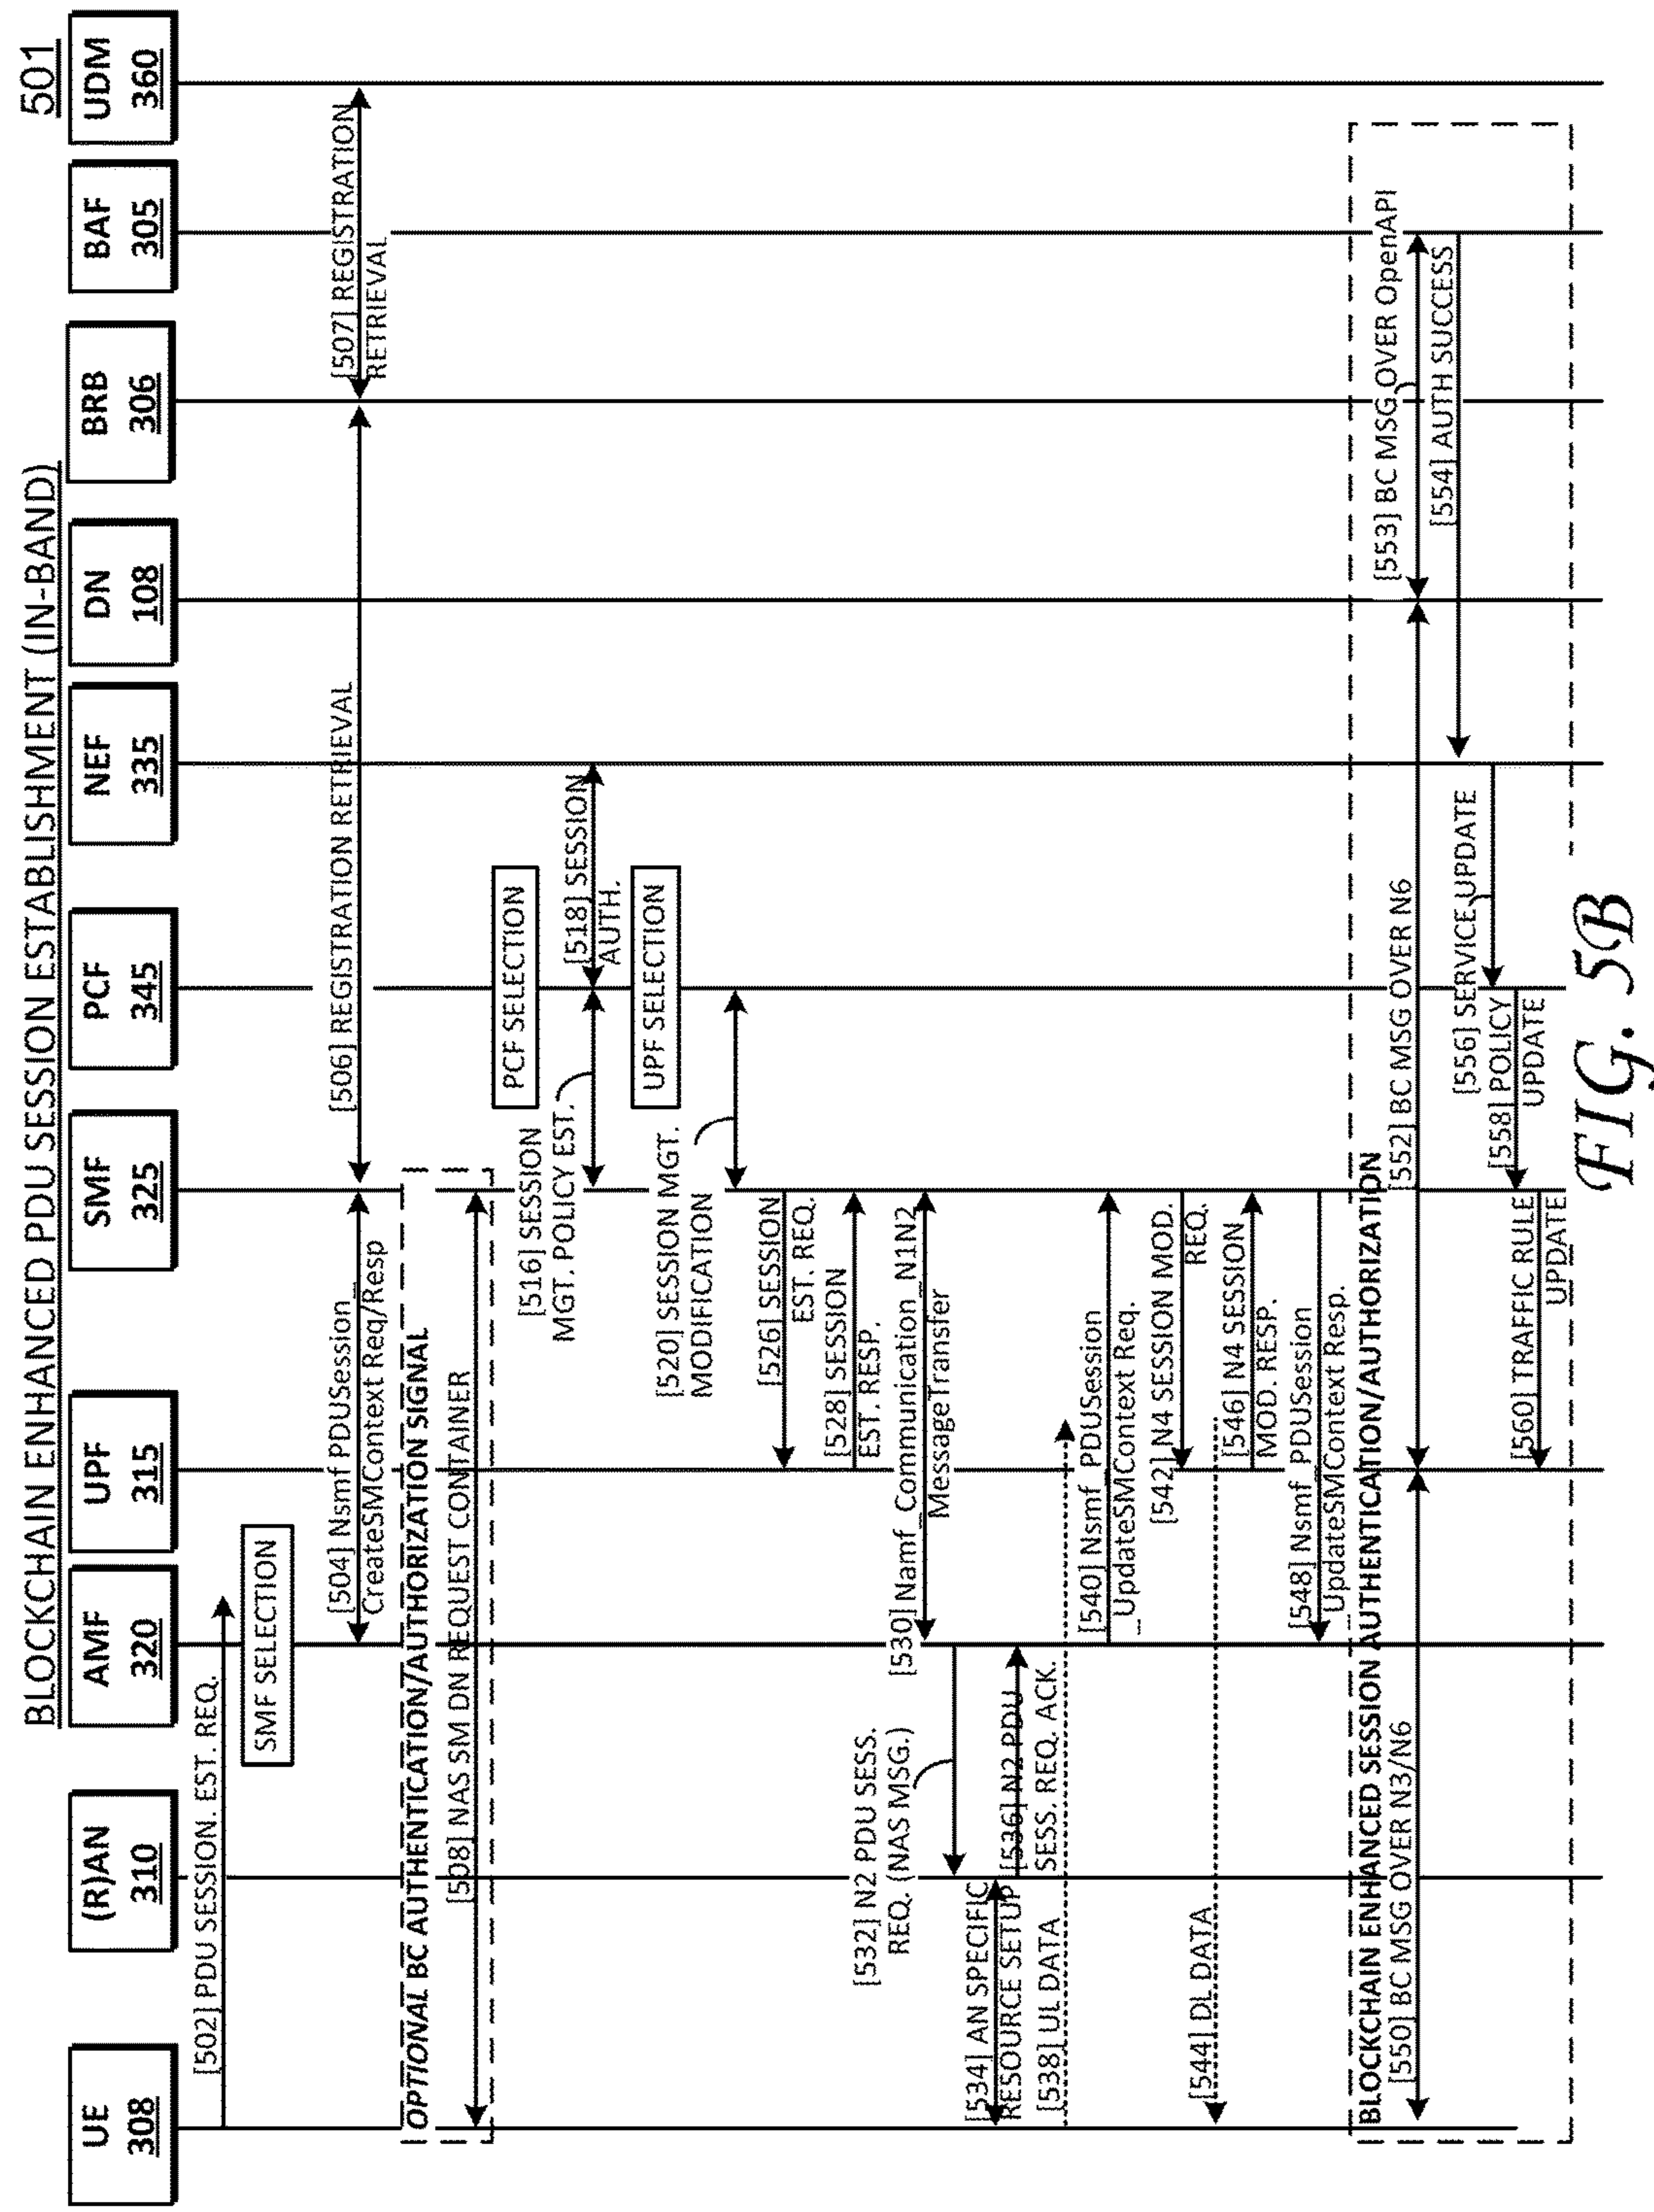 BLOCKCHAIN ENHANCED PDU SESSION ESTABLISHMENT (IN-BAND)
501
UE
308
(R)AN
310
AMF
320
UPF
315
SMF
325
PCF
345
NEF
335
DN
108
BRB
306
BAF
305
UDM
360
[502] PDU SESSION. EST. REQ.
SMF SELECTION
[504] Nsmf_PDUSession_
CreateSMContext Req/Resp
[506] REGISTRATION RETRIEVAL
[507] REGISTRATION
RETRIEVAL
OPTIONAL BC AUTHENTICATION/AUTHORIZATION SIGNAL
[508] NAS SM DN REQUEST CONTAINER
PCF SELECTION
[516] SESSION
MGT. POLICY EST.
[518] SESSION
AUTH.
UPF SELECTION
[520] SESSION MGT.
MODIFICATION
[526] SESSION
EST. REQ.
[528] SESSION
EST. RESP.
[530] Namf_Communication_N1N2
MessageTransfer
[532] N2 PDU SESS.
REQ. (NAS MSG.)
[534] AN SPECIFIC
RESOURCE SETUP
[536] N2 PDU
SESS. REQ. ACK.
[538] UL DATA
[540] Nsmf_PDUSession
_UpdateSMContext Req.
[542] N4 SESSION MOD.
REQ.
[544] DL DATA
[546] N4 SESSION
MOD. RESP.
[548] Nsmf_PDUSession
_UpdateSMContext Resp.
BLOCKCHAIN ENHANCED SESSION AUTHENTICATION/AUTHORIZATION
[550] BC MSG OVER N3/N6
[552] BC MSG OVER N6
[553] BC MSG OVER OpenAPI
[554] AUTH SUCCESS
[556] SERVICE UPDATE
[558] POLICY
UPDATE
[560] TRAFFIC RULE
UPDATE
FIG. 5B